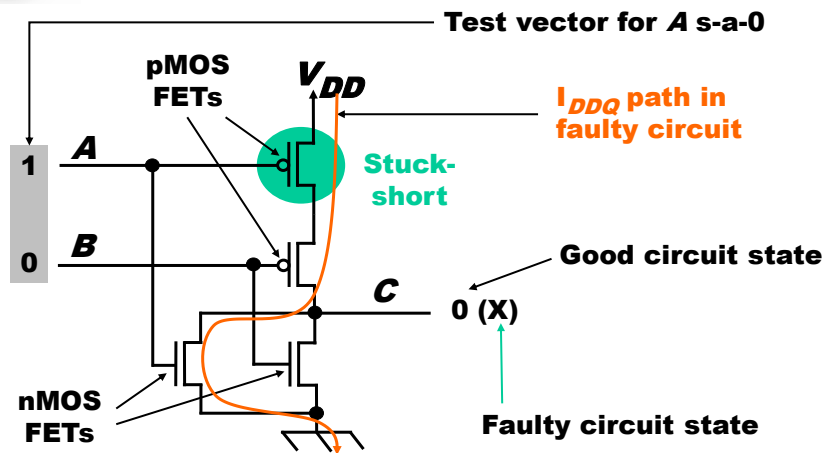 Test vector for A s-a-0
pMOS
FETs
VDD
IDDQ path in
faulty circuit
A
1
Stuck-
short
B
0
Good circuit state
C
0 (X)
nMOS
FETs
Faulty circuit state